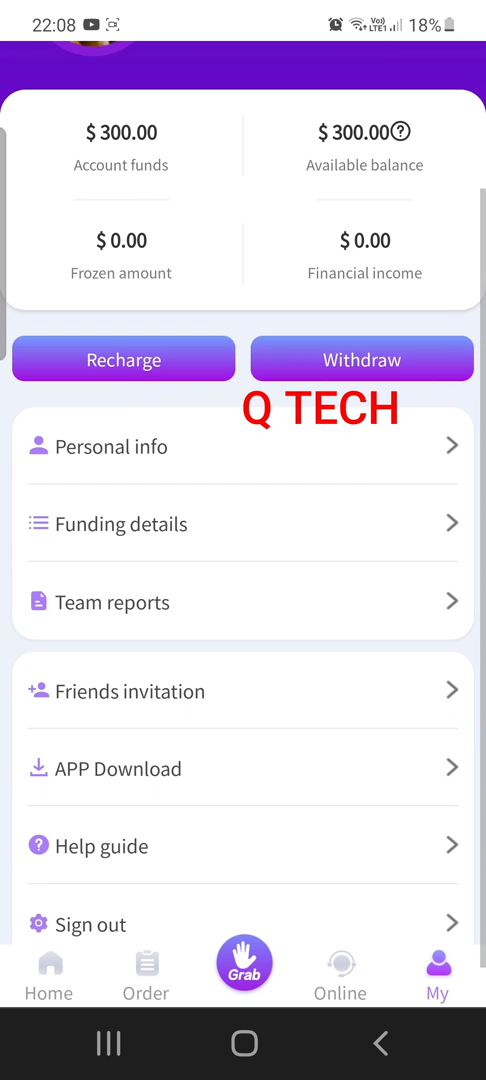 22:08 Vo) LTE1 18%
$ 300.00 $ 300.00?
Account funds Available balance
$ 0.00 $ 0.00
Frozen amount Financial income
Recharge Withdraw
Q TECH
Personal info
Funding details
Team reports
Friends invitation
APP Download
? Help guide
Sign out
Grab
Home Order Online My